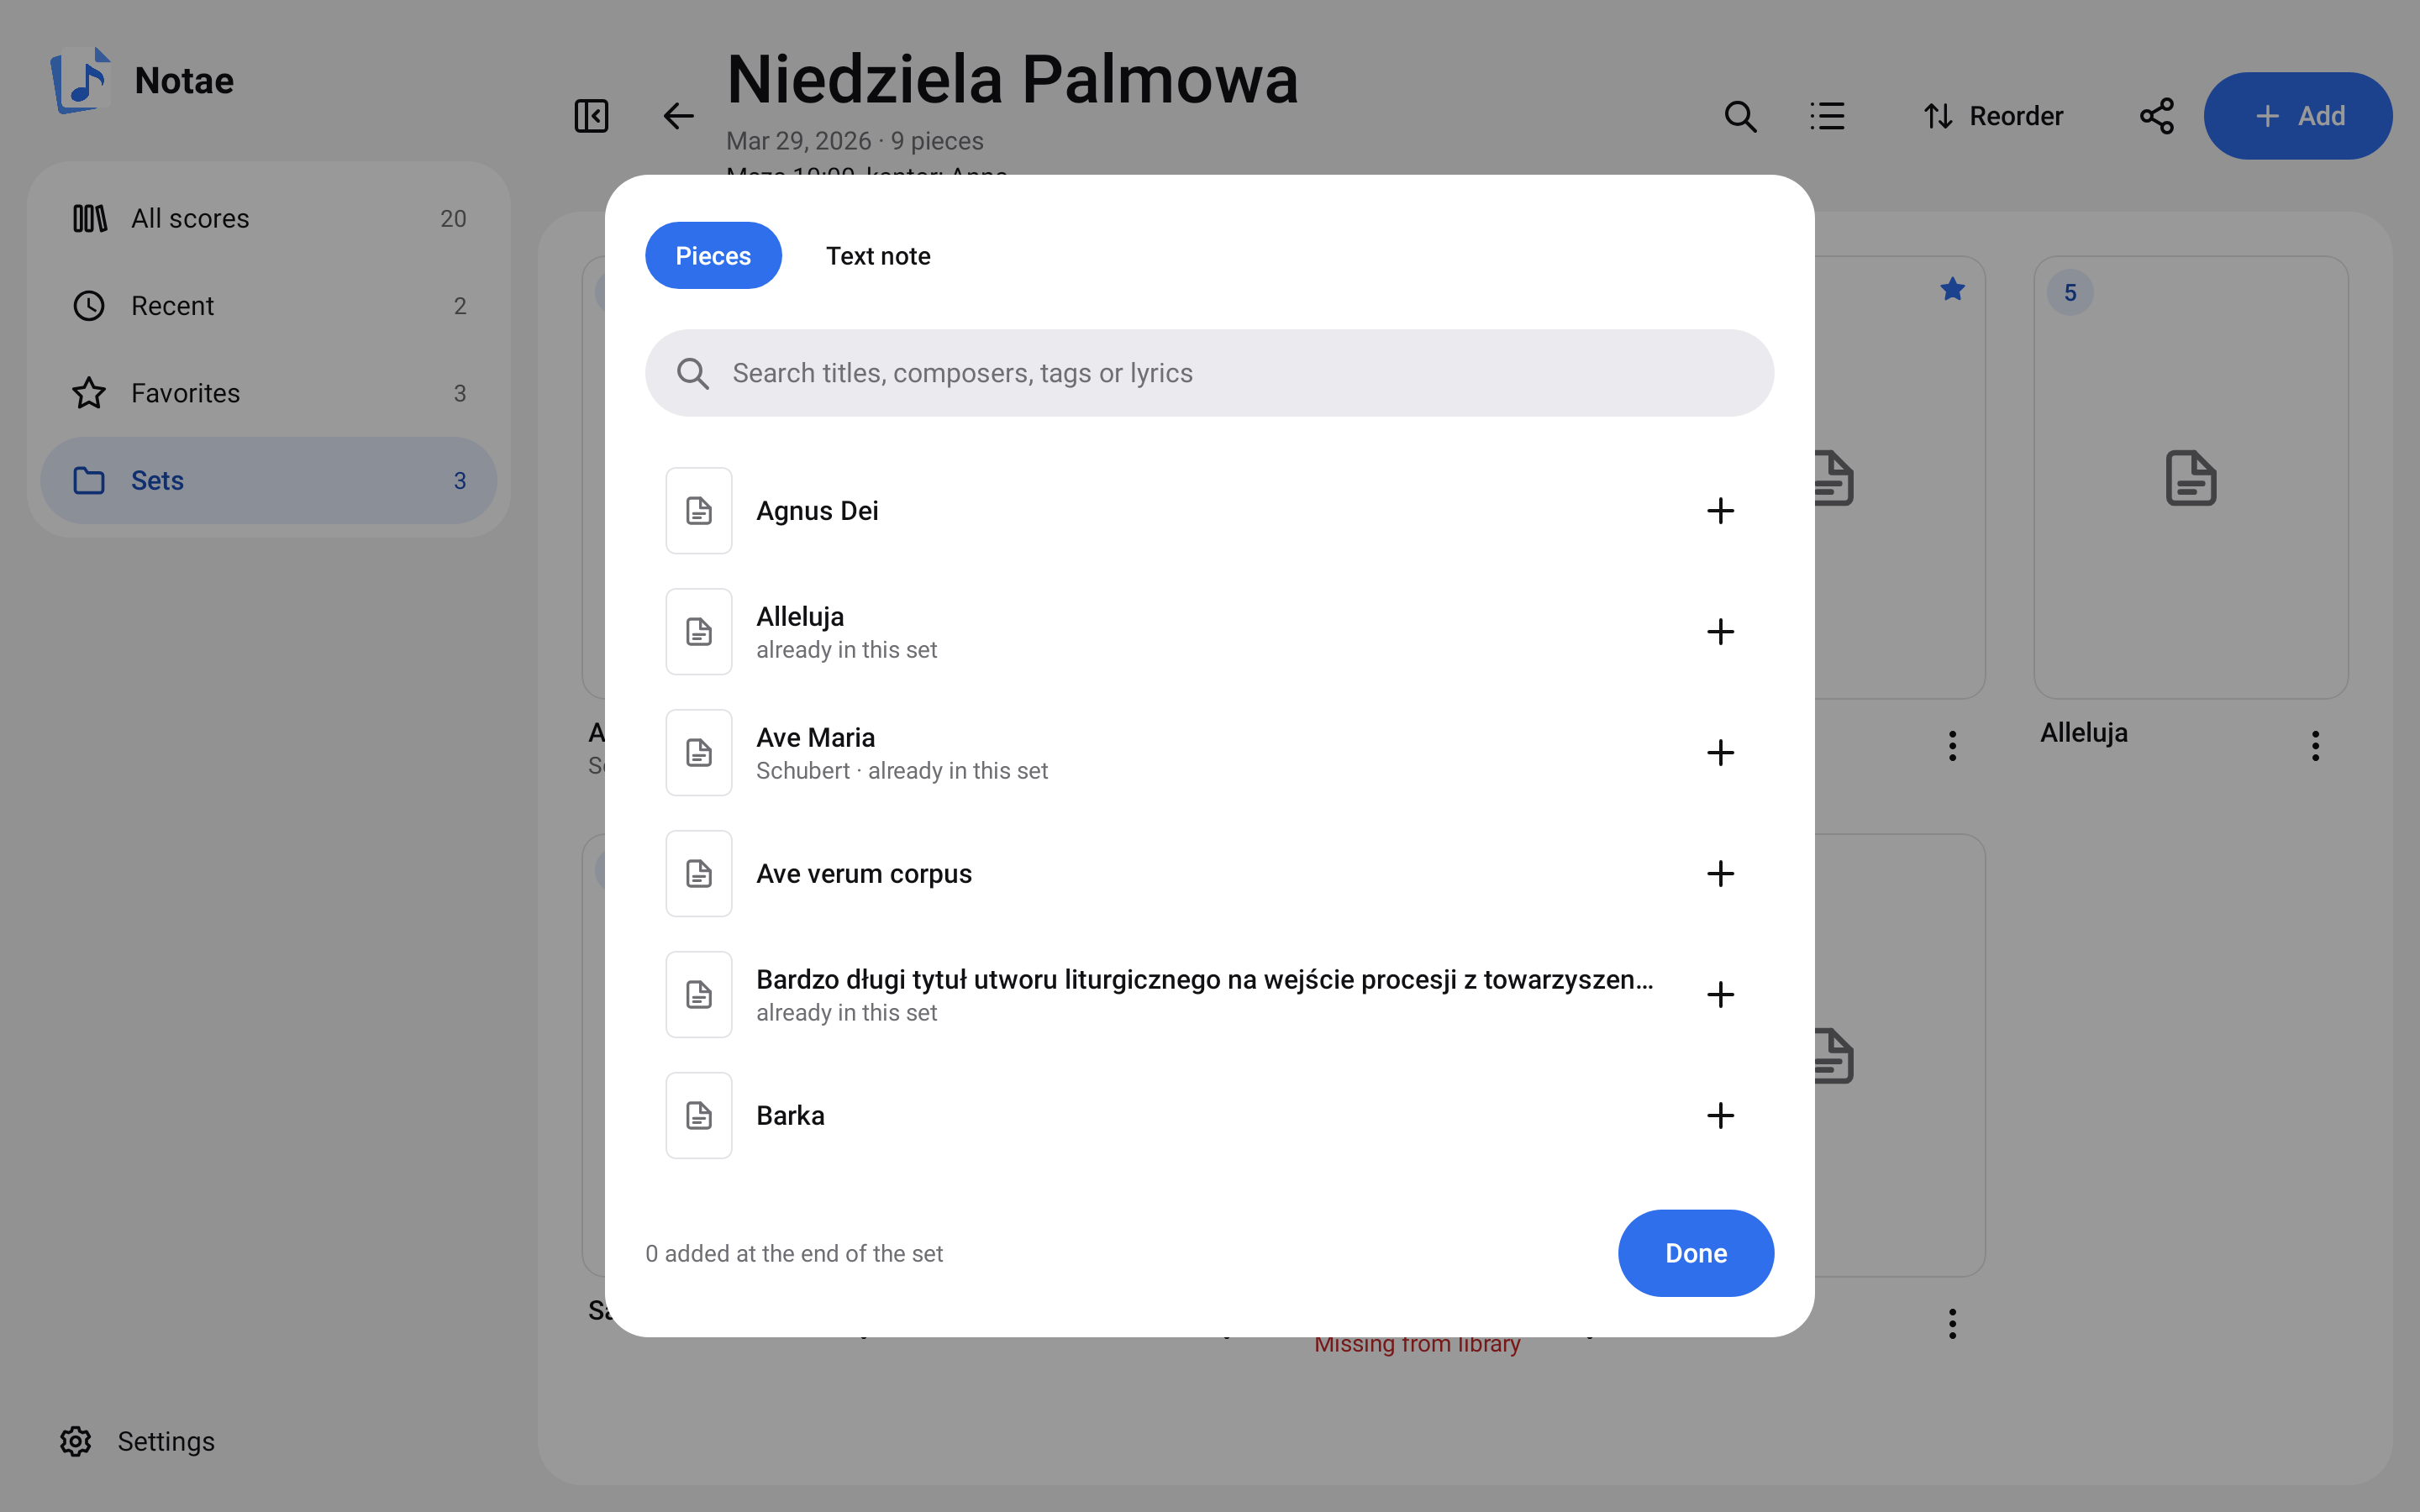 Notae
All scores 20
Recent 2
Favorites 3
Sets 3
Settings
Niedziela Palmowa
Mar 29, 2026 · 9 pieces
Reorder
Add
Pieces
Text note
Search titles, composers, tags or lyrics
Agnus Dei
Alleluja
already in this set
Ave Maria
Schubert · already in this set
Ave verum corpus
Bardzo długi tytuł utworu liturgicznego na wejście procesji z towarzyszen...
already in this set
Barka
0 added at the end of the set
Done
5
Alleluja
Missing from library